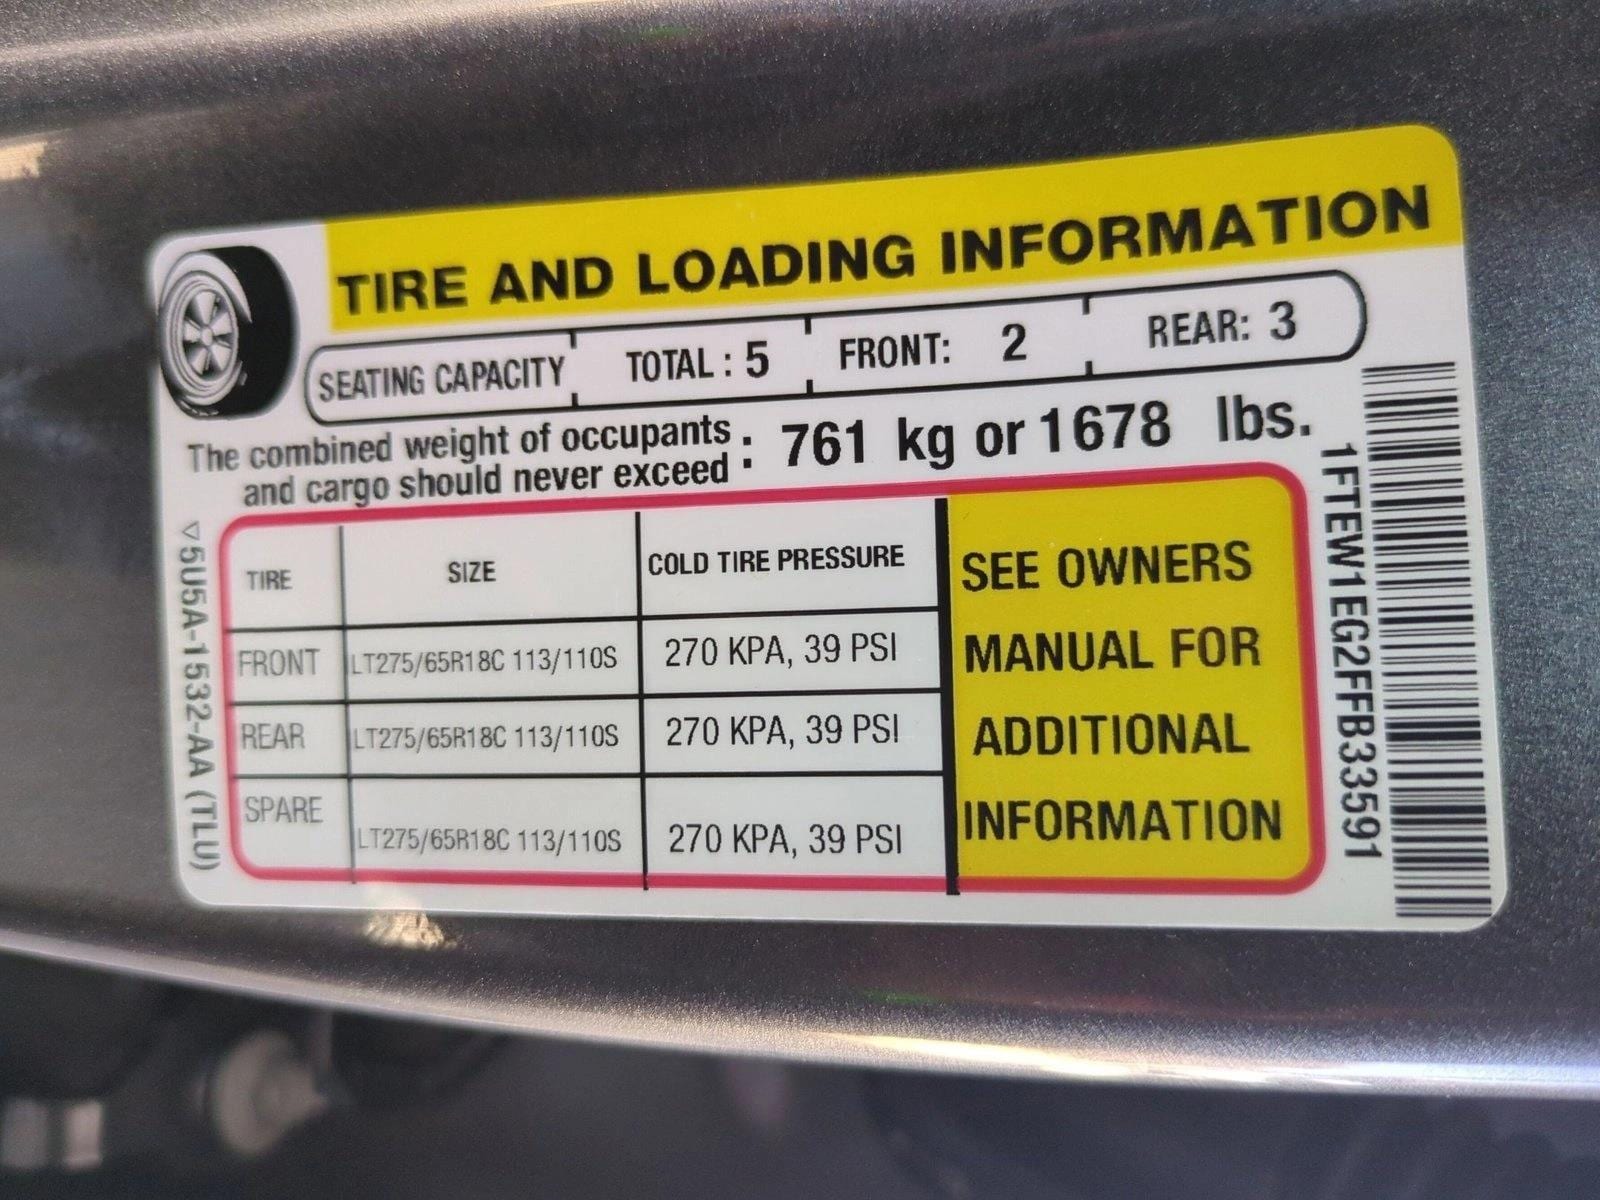 TIRE AND LOADING INFORMATION
SEATING CAPACITY TOTAL : 5 FRONT: 2 REAR: 3
The combined weight of occupants
and cargo should never exceed : 761 kg or 1678 lbs.
TIRE SIZE COLD TIRE PRESSURE
FRONT LT275/65R18C 113/110S 270 KPA, 39 PSI
REAR LT275/65R18C 113/110S 270 KPA, 39 PSI
SPARE LT275/65R18C 113/110S 270 KPA, 39 PSI
SEE OWNERS
MANUAL FOR
ADDITIONAL
INFORMATION
5U5A-1532-AA (TLU)
1FTEW1EG2FFB33591